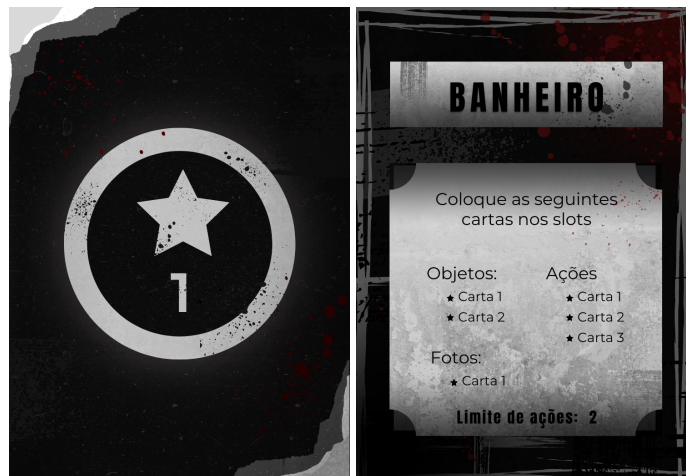 1
BANHEIRO
Coloque as seguintes
cartas nos slots
Objetos:
Carta 1
Carta 2
Ações
Carta 1
Carta 2
Carta 3
Fotos:
Carta 1
Limite de ações: 2